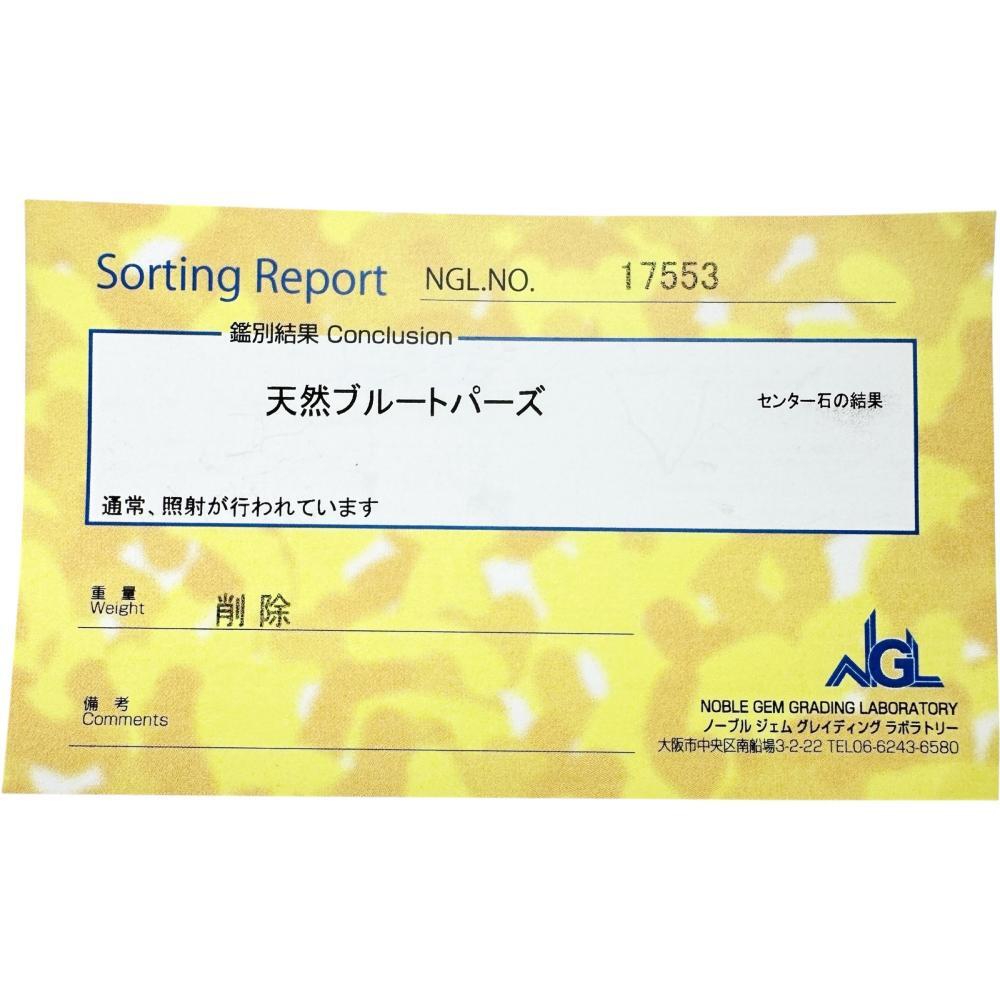 Sorting Report NGL.NO. 17553
鑑別結果 Conclusion
天然ブルートパーズ センター石の結果
通常、照射が行われています
重量
Weight 削除
備考
Comments
NGL
NOBLE GEM GRADING LABORATORY
ノーブル ジェム グレイディング ラボラトリー
大阪市中央区南船場3-2-22 TEL06-6243-6580